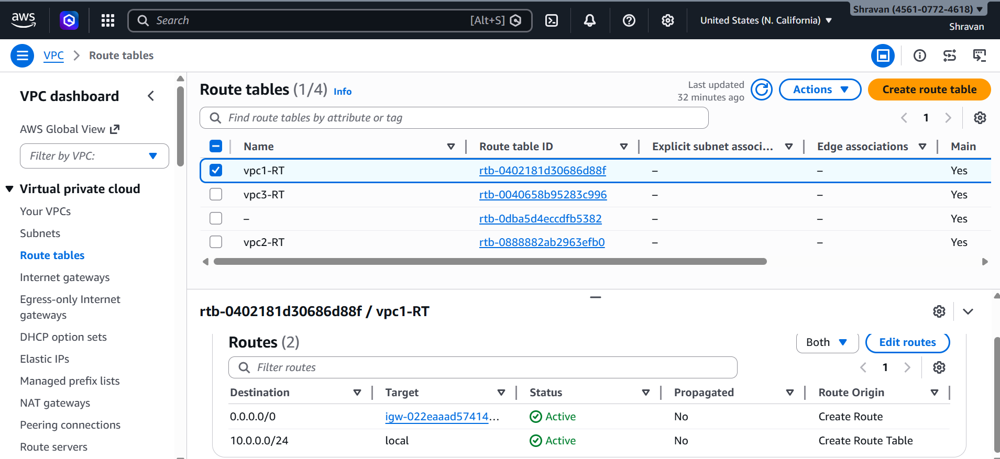 aws
Search
[Alt+S]
United States (N. California)
Shravan (4561-0772-4618)
Shravan
VPC
Route tables
VPC dashboard
AWS Global View
Filter by VPC:
Virtual private cloud
Your VPCs
Subnets
Route tables
Internet gateways
Egress-only Internet
gateways
DHCP option sets
Elastic IPs
Managed prefix lists
NAT gateways
Peering connections
Route servers
Route tables (1/4) Info
Last updated
32 minutes ago
Actions
Create route table
Find route tables by attribute or tag
1
Name Route table ID Explicit subnet associ... Edge associations Main
vpc1-RT rtb-0402181d30686d88f – – Yes
vpc3-RT rtb-0040658b95283c996 – – Yes
– rtb-0dba5d4eccdfb5382 – – Yes
vpc2-RT rtb-0888882ab2963efb0 – – Yes
rtb-0402181d30686d88f / vpc1-RT
Routes (2)
Both
Edit routes
Filter routes
1
Destination Target Status Propagated Route Origin
0.0.0.0/0 igw-022eaaad57414... Active No Create Route
10.0.0.0/24 local Active No Create Route Table